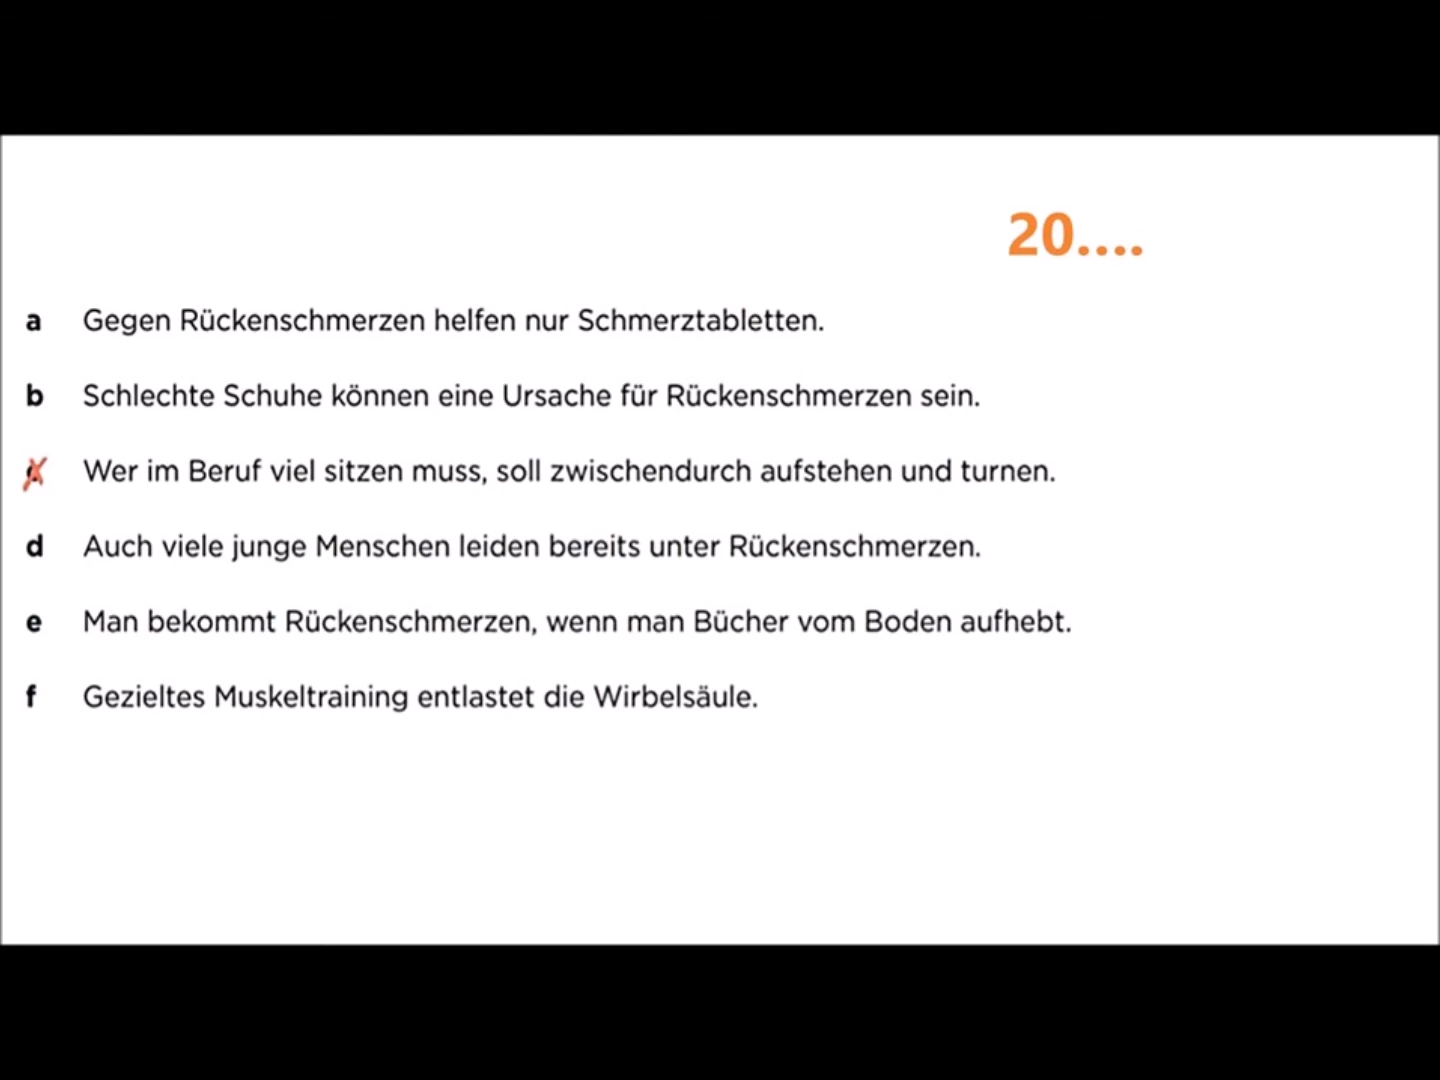 20....
a Gegen Rückenschmerzen helfen nur Schmerztabletten.
b Schlechte Schuhe können eine Ursache für Rückenschmerzen sein.
Wer im Beruf viel sitzen muss, soll zwischendurch aufstehen und turnen.
d Auch viele junge Menschen leiden bereits unter Rückenschmerzen.
e Man bekommt Rückenschmerzen, wenn man Bücher vom Boden aufhebt.
f Gezieltes Muskeltraining entlastet die Wirbelsäule.